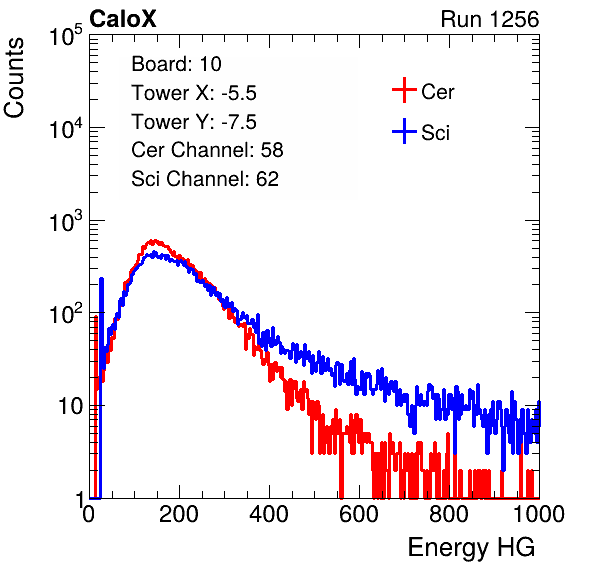 CaloX Run 1256
Counts
10^5
10^4
10^3
10^2
10
1
Board: 10
Tower X: -5.5
Tower Y: -7.5
Cer Channel: 58
Sci Channel: 62
Cer
Sci
0 200 400 600 800 1000
Energy HG